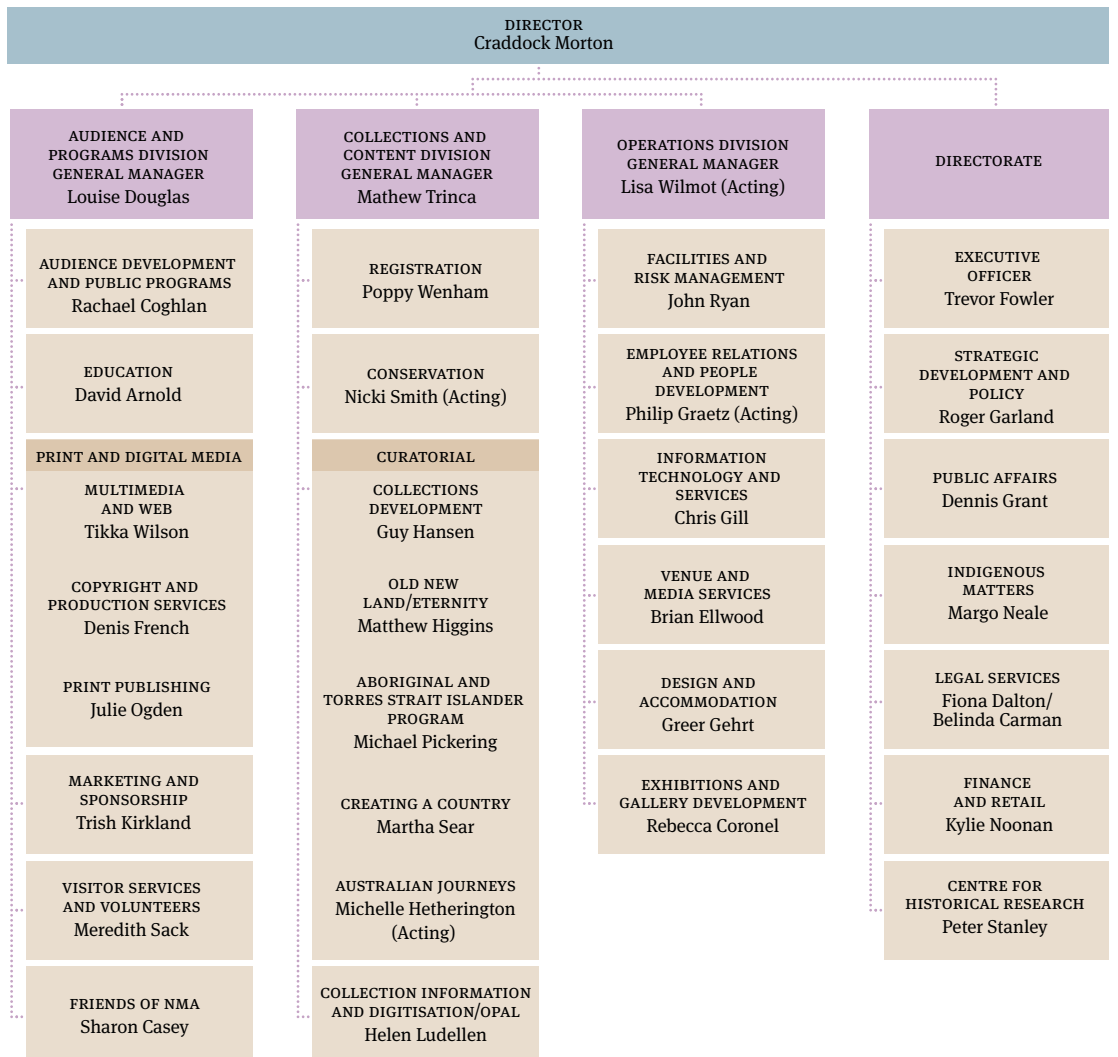 DIRECTOR
Craddock Morton
AUDIENCE AND
PROGRAMS DIVISION
GENERAL MANAGER
Louise Douglas
AUDIENCE DEVELOPMENT
AND PUBLIC PROGRAMS
Rachael Coghlan
EDUCATION
David Arnold
PRINT AND DIGITAL MEDIA
MULTIMEDIA
AND WEB
Tikka Wilson
COPYRIGHT AND
PRODUCTION SERVICES
Denis French
PRINT PUBLISHING
Julie Ogden
MARKETING AND
SPONSORSHIP
Trish Kirkland
VISITOR SERVICES
AND VOLUNTEERS
Meredith Sack
FRIENDS OF NMA
Sharon Casey
COLLECTIONS AND
CONTENT DIVISION
GENERAL MANAGER
Mathew Trinca
REGISTRATION
Poppy Wenham
CONSERVATION
Nicki Smith (Acting)
CURATORIAL
COLLECTIONS
DEVELOPMENT
Guy Hansen
OLD NEW
LAND/ETERNITY
Matthew Higgins
ABORIGINAL AND
TORRES STRAIT ISLANDER
PROGRAM
Michael Pickering
CREATING A COUNTRY
Martha Sear
AUSTRALIAN JOURNEYS
Michelle Hetherington
(Acting)
COLLECTION INFORMATION
AND DIGITISATION/OPAL
Helen Ludellen
OPERATIONS DIVISION
GENERAL MANAGER
Lisa Wilmot (Acting)
FACILITIES AND
RISK MANAGEMENT
John Ryan
EMPLOYEE RELATIONS
AND PEOPLE
DEVELOPMENT
Philip Graetz (Acting)
INFORMATION
TECHNOLOGY AND
SERVICES
Chris Gill
VENUE AND
MEDIA SERVICES
Brian Ellwood
DESIGN AND
ACCOMMODATION
Greer Gehrt
EXHIBITIONS AND
GALLERY DEVELOPMENT
Rebecca Coronel
DIRECTORATE
EXECUTIVE
OFFICER
Trevor Fowler
STRATEGIC
DEVELOPMENT AND
POLICY
Roger Garland
PUBLIC AFFAIRS
Dennis Grant
INDIGENOUS
MATTERS
Margo Neale
LEGAL SERVICES
Fiona Dalton/
Belinda Carman
FINANCE
AND RETAIL
Kylie Noonan
CENTRE FOR
HISTORICAL RESEARCH
Peter Stanley